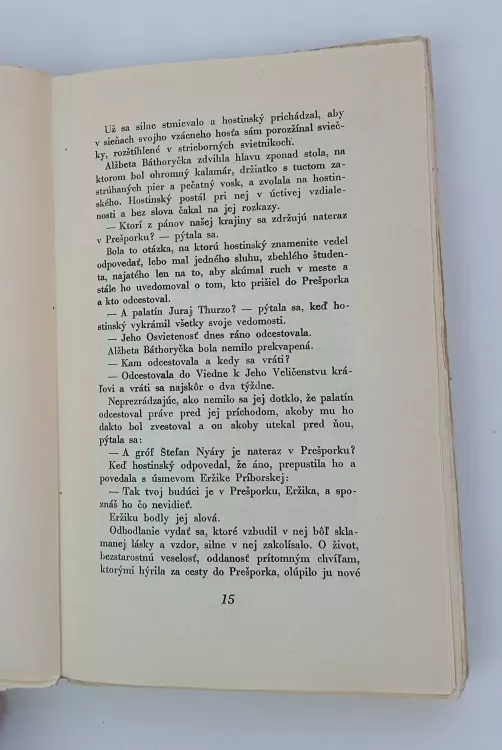 Už sa silne stmievalo a hostinský prichádzal, aby
v sieňach svojho vzácneho hosťa sám porozžínal svieč-
ky, rozštíhlené v strieborných svietnikoch.
Alžbeta Báthoryčka zdvihla hlavu zponad stola, na
ktorom bol ohromný kalamár, držiatko s tuctom za-
strúhaných pier a pečatný vosk, a zvolala na hostin-
ského. Hostinský postál pri nej v úctivej vzdiale-
nosti a bez slova čakal na jej rozkazy.
— Ktorí z pánov našej krajiny sa zdržujú nateraz
v Prešporku? — pýtala sa.
Bola to otázka, na ktorú hostinský znamenite vedel
odpovedať, lebo mal jedného sluhu, zbehlého študen-
ta, najatého len na to, aby skúmal ruch v meste a
stále ho uvedomoval o tom, kto prišiel do Prešporka
a kto odcestoval.
— A palatín Juraj Thurzo? — pýtala sa, keď ho-
stinský vykrámil všetky svoje vedomosti.
— Jeho Osvietenosť dnes ráno odcestovala.
Alžbeta Báthoryčka bola nemilo prekvapená.
— Kam odcestovala a kedy sa vráti?
— Odcestovala do Viedne k Jeho Veličenstvu krá-
ľovi a vráti sa najskôr o dva týždne.
Neprezrádzajúc, ako nemilo sa jej dotklo, že palatín
odcestoval práve pred jej príchodom, akoby mu ho
dakto bol zvestoval a on akoby utekal pred ňou,
pýtala sa:
— A gróf Štefan Nyáry je nateraz v Prešporku?
Keď hostinský odpovedal, že áno, prepustila ho a
povedala s úsmevom Eržike Príborskej:
— Tak tvoj budúci je v Prešporku, Eržika, a spo-
znáš ho čo nevidieť.
Eržiku bodly jej slová.
Odhodlanie vydať sa, ktoré vzbudil v nej bôľ skla-
manej lásky a vzdor, silne v nej zakolísalo. O život,
bezstarostnú veselosť, oddanosť prítomným chvíľam,
ktorými hýrila za cesty do Prešporka, olúpilo ju nové
15